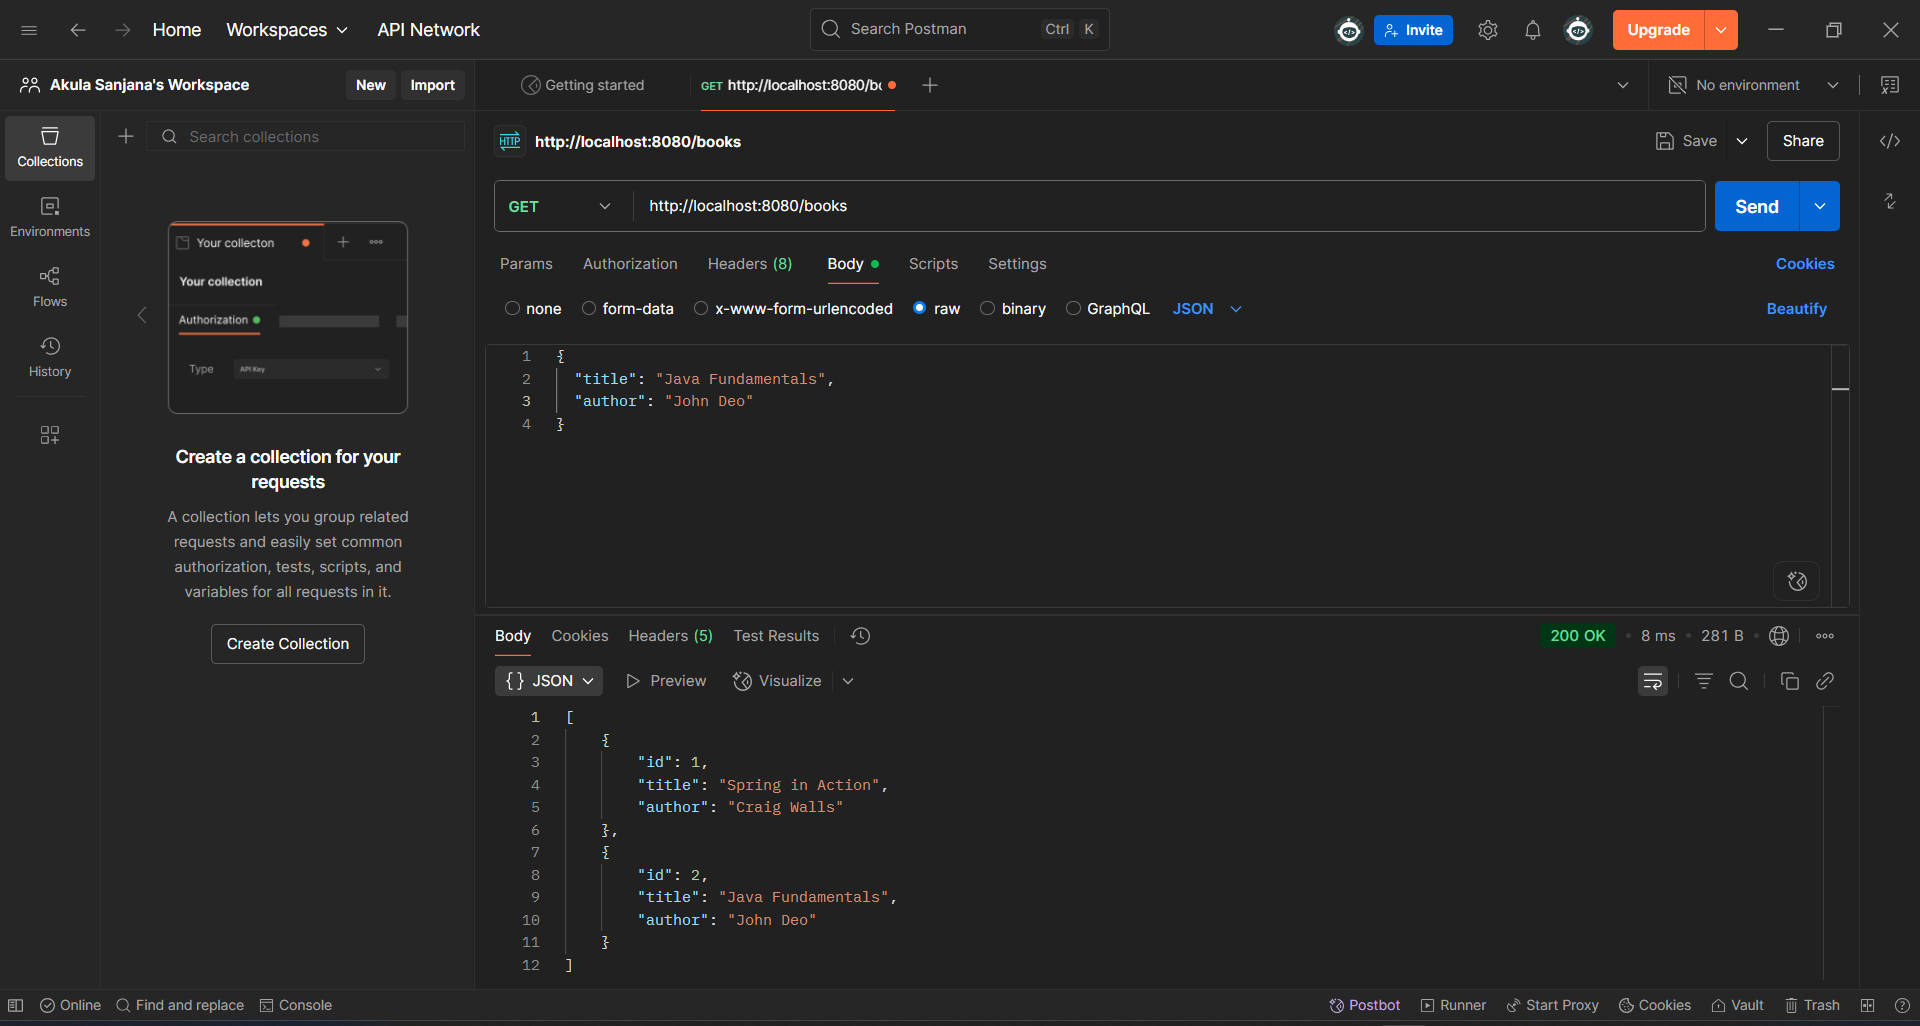 Home Workspaces API Network Search Postman Ctrl K Invite Upgrade
Akula Sanjana's Workspace New Import Getting started GET http://localhost:8080/bo No environment
Collections
Environments
Flows
History
Search collections
Your collecton
Your collection
Authorization
Type API Key
Create a collection for your
requests
A collection lets you group related
requests and easily set common
authorization, tests, scripts, and
variables for all requests in it.
Create Collection
HTTP http://localhost:8080/books Save Share
GET http://localhost:8080/books Send
Params Authorization Headers (8) Body Scripts Settings Cookies
none form-data x-www-form-urlencoded raw binary GraphQL JSON Beautify
1 {
2 "title": "Java Fundamentals",
3 "author": "John Deo"
4 }
Body Cookies Headers (5) Test Results 200 OK • 8 ms • 281 B •
{} JSON Preview Visualize
1 [
2 {
3 "id": 1,
4 "title": "Spring in Action",
5 "author": "Craig Walls"
6 },
7 {
8 "id": 2,
9 "title": "Java Fundamentals",
10 "author": "John Deo"
11 }
12 ]
Online Find and replace Console Postbot Runner Start Proxy Cookies Vault Trash